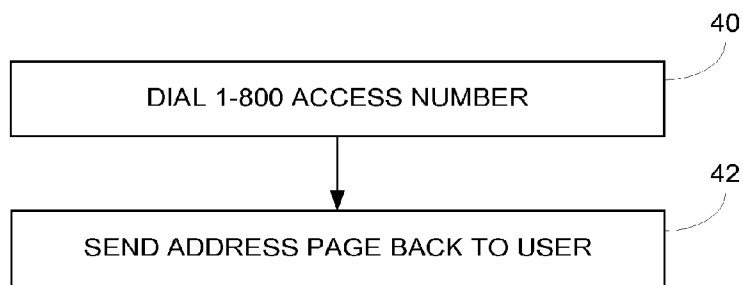 40
DIAL 1-800 ACCESS NUMBER
42
SEND ADDRESS PAGE BACK TO USER